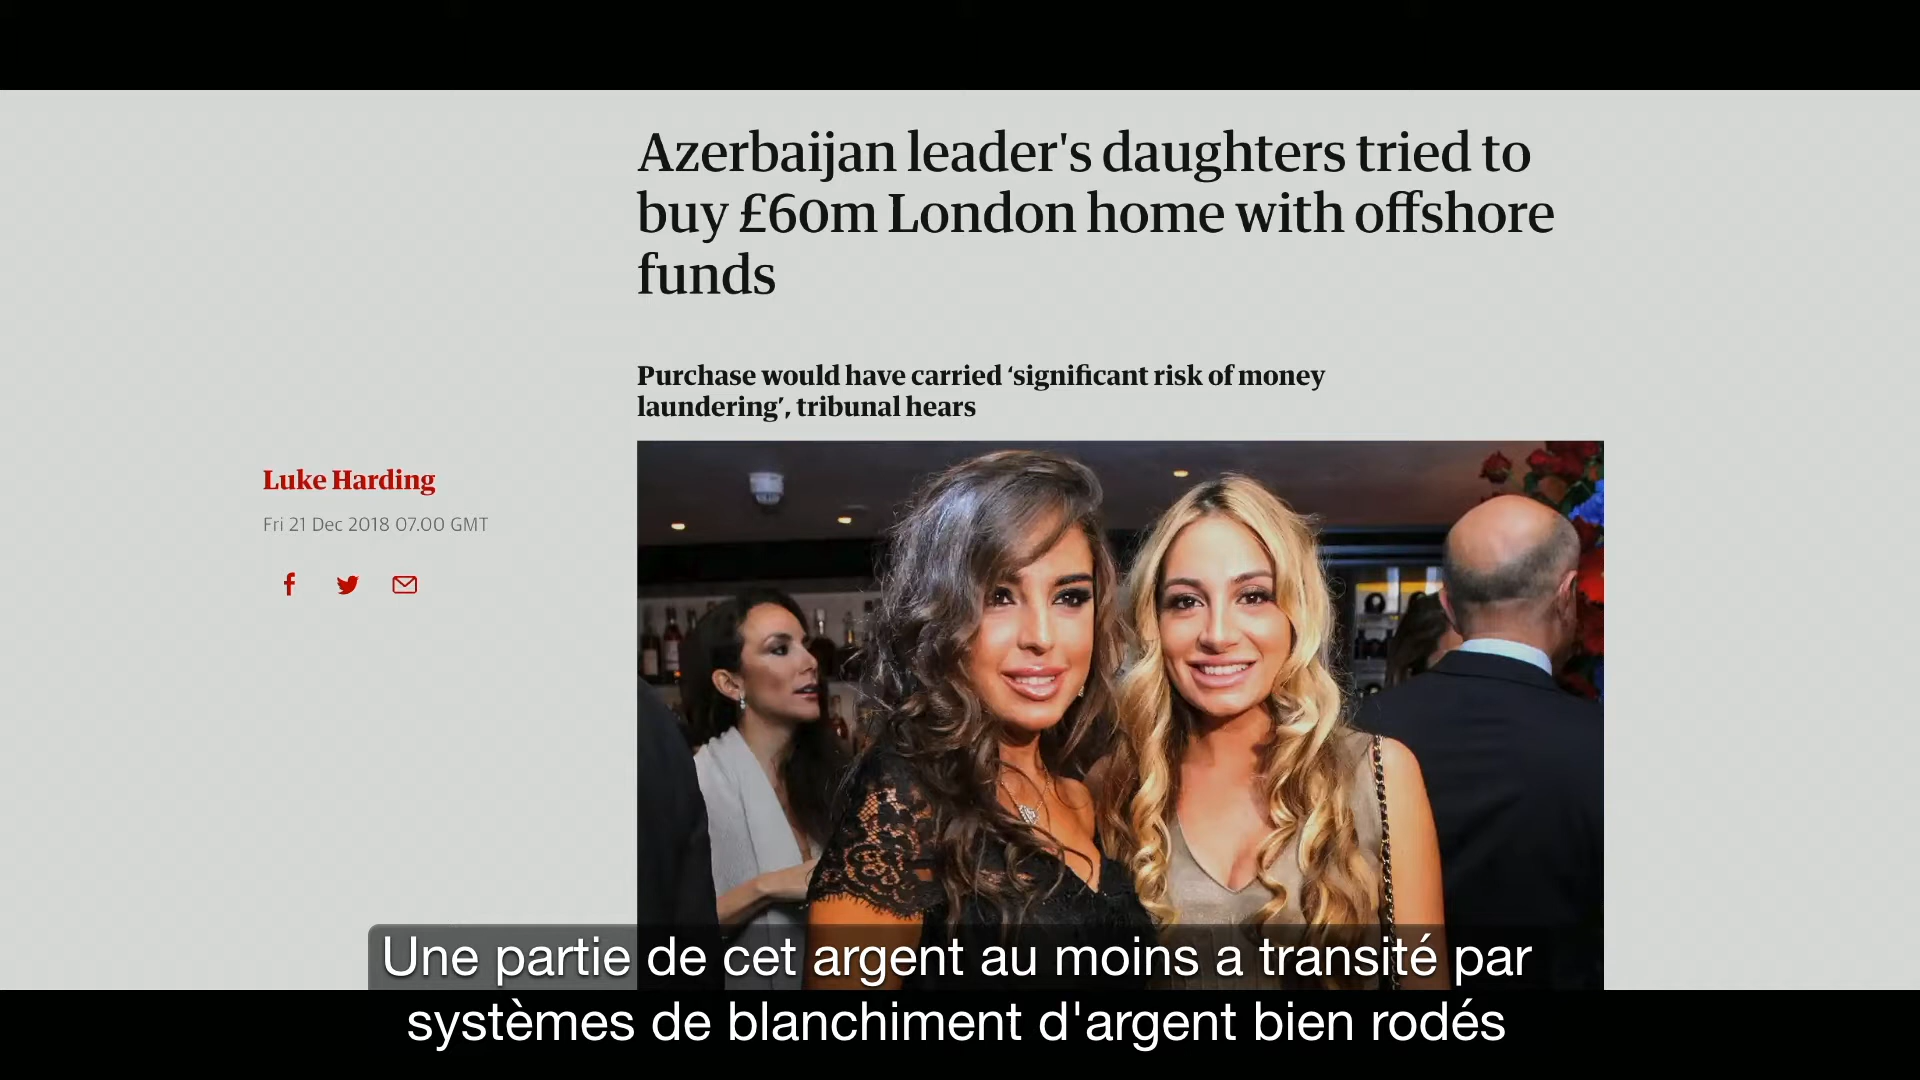 Azerbaijan leader's daughters tried to
buy £60m London home with offshore
funds
Purchase would have carried ‘significant risk of money
laundering’, tribunal hears
Luke Harding
Fri 21 Dec 2018 07.00 GMT
Une partie de cet argent au moins a transité par
systèmes de blanchiment d'argent bien rodés